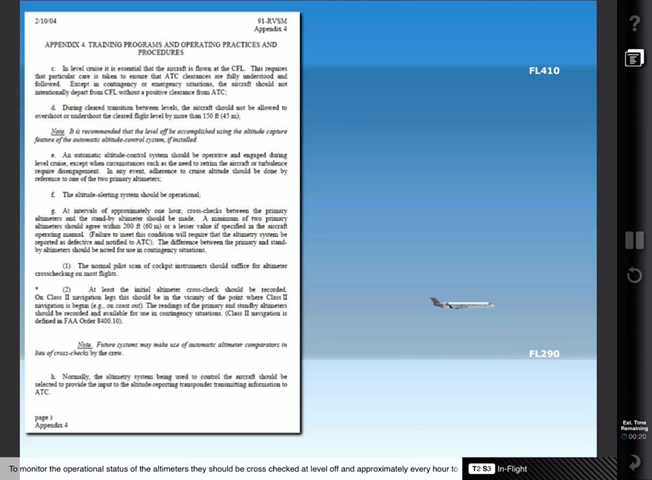 2/10/04 91-RVSM
Appendix 4
APPENDIX 4. TRAINING PROGRAMS AND OPERATING PRACTICES AND
PROCEDURES
c. In level cruise it is essential that the aircraft is flown at the CFL. This requires
that particular care is taken to ensure that ATC clearances are fully understood and
followed. Except in contingency or emergency situations, the aircraft should not
intentionally depart from CFL without a positive clearance from ATC;
d. During cleared transition between levels, the aircraft should not be allowed to
overshoot or undershoot the cleared flight level by more than 150 ft (45 m);
Note. It is recommended that the level off be accomplished using the altitude capture
feature of the automatic altitude-control system, if installed.
e. An automatic altitude-control system should be operative and engaged during
level cruise, except when circumstances such as the need to retrim the aircraft or turbulence
require disengagement. In any event, adherence to cruise altitude should be done by
reference to one of the two primary altimeters;
f. The altitude-alerting system should be operational;
g. At intervals of approximately one hour, cross-checks between the primary
altimeters and the stand-by altimeter should be made. A minimum of two primary
altimeters should agree within 200 ft (60 m) or a lesser value if specified in the aircraft
operating manual. (Failure to meet this condition will require that the altimetry system be
reported as defective and notified to ATC). The difference between the primary and stand-
by altimeters should be noted for use in contingency situations.
(1) The normal pilot scan of cockpit instruments should suffice for altimeter
crosschecking on most flights.
* (2) At least the initial altimeter cross-check should be recorded.
On Class II navigation legs this should be in the vicinity of the point where Class II
navigation is begun (e.g., on coast out). The readings of the primary and standby altimeters
should be recorded and available for use in contingency situations. (Class II navigation is
defined in FAA Order 8400.10).
Note. Future systems may make use of automatic altimeter comparators in
lieu of cross-checks by the crew.
h. Normally, the altimetry system being used to control the aircraft should be
selected to provide the input to the altitude-reporting transponder transmitting information to
ATC.
page 3
Appendix 4
FL410
FL290
?
Est. Time
Remaining
00:20
To monitor the operational status of the altimeters they should be cross checked at level off and approximately every hour to
T2 S3 In-Flight